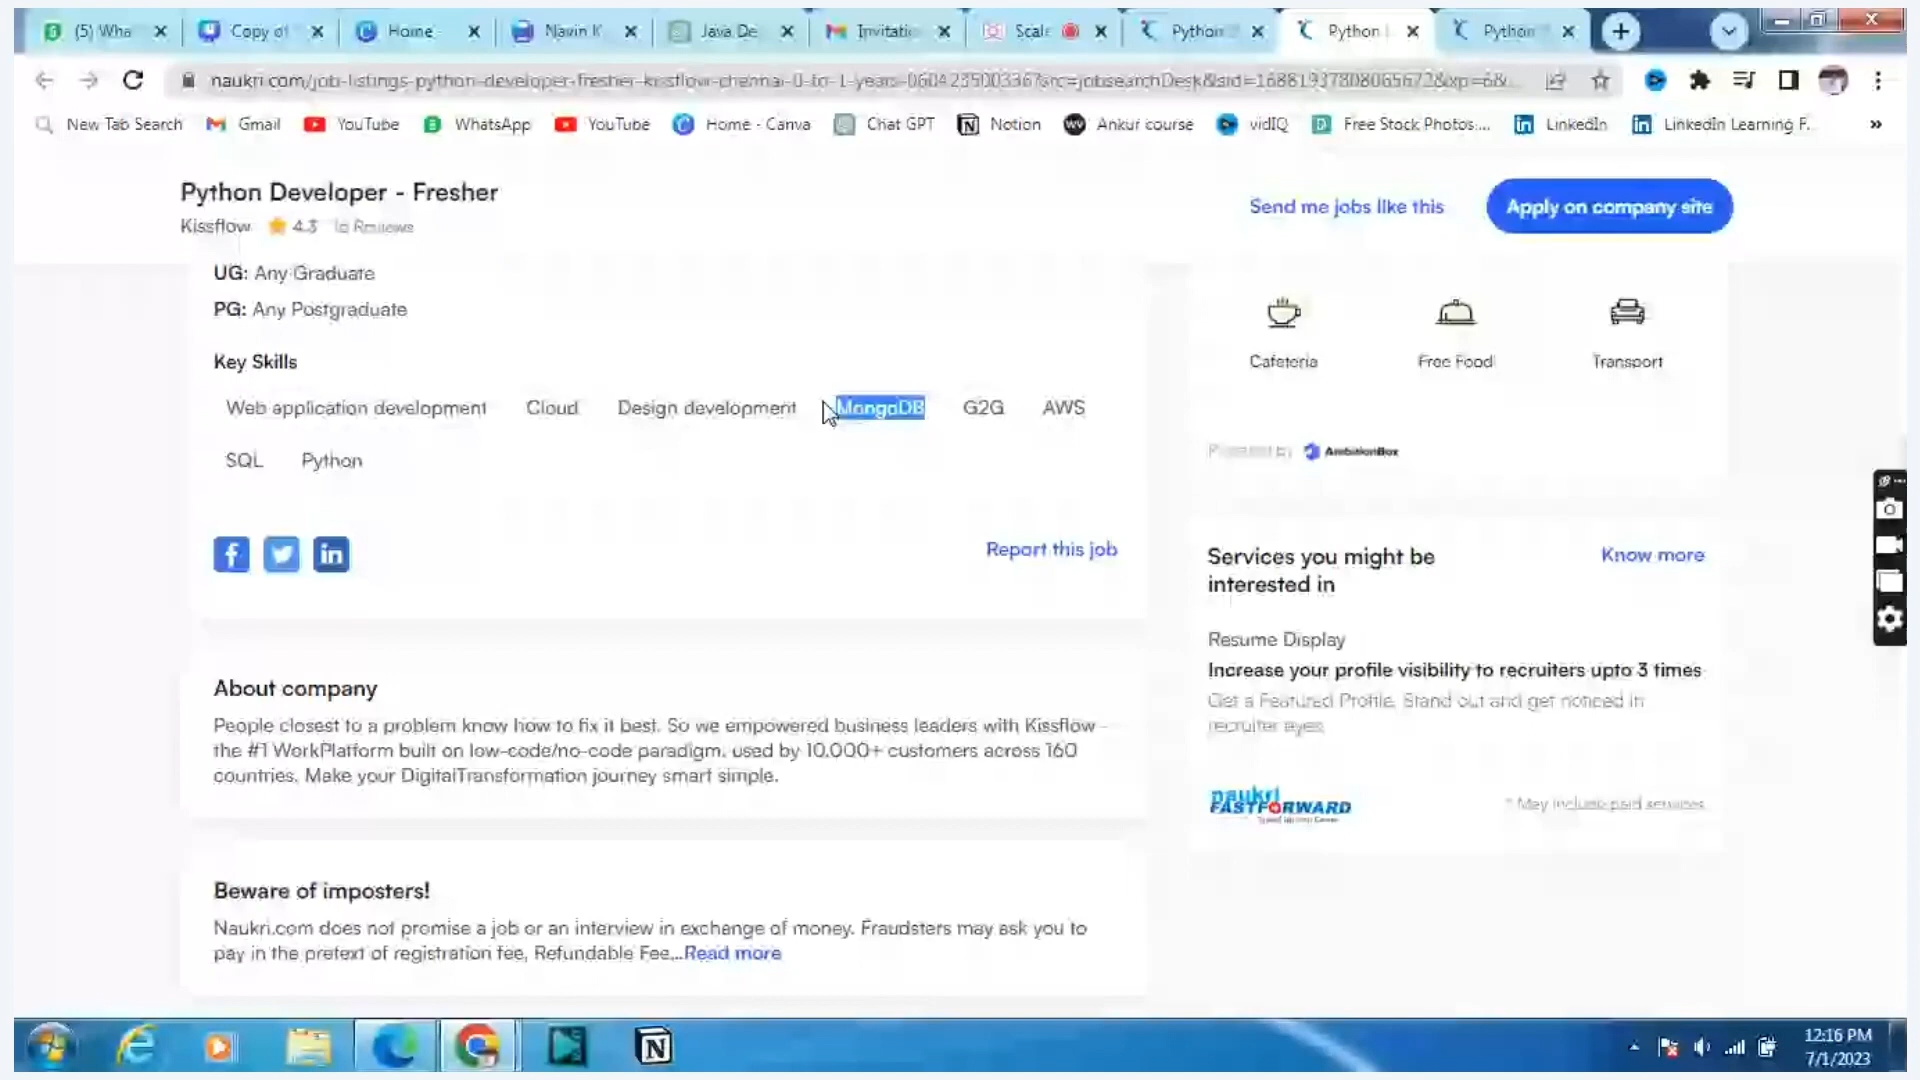 (5) Wha
Copy of
Home
Navin K
Java De
Invitatio
Scale
Python
Python
Python
naukri.com/job-listings-python-developer-fresher-kissflow-chennai-0-to-1-years-060423500336?src=jobsearchDesk&sid=16881937808065672&xp=6&...
New Tab Search
Gmail
YouTube
WhatsApp
YouTube
Home - Canva
Chat GPT
Notion
Ankur course
vidIQ
Free Stock Photos:...
LinkedIn
LinkedIn Learning F...
»
Python Developer - Fresher
Kissflow 4.3 Reviews
Send me jobs like this
Apply on company site
UG: Any Graduate
PG: Any Postgraduate
Key Skills
Web application development Cloud Design development MongoDB G2G AWS
SQL Python
Report this job
Cafeteria Free Food Transport
Powered by AmbitionBox
Services you might be
interested in
Know more
Resume Display
Increase your profile visibility to recruiters upto 3 times
Get a Featured Profile, Stand out and get noticed in
recruiter eyes.
naukri
FASTFORWARD
* May include paid services
About company
People closest to a problem know how to fix it best. So we empowered business leaders with Kissflow -
the #1 WorkPlatform built on low-code/no-code paradigm, used by 10,000+ customers across 160
countries. Make your DigitalTransformation journey smart simple.
Beware of imposters!
Naukri.com does not promise a job or an interview in exchange of money. Fraudsters may ask you to
pay in the pretext of registration fee, Refundable Fee...Read more
12:16 PM
7/1/2023